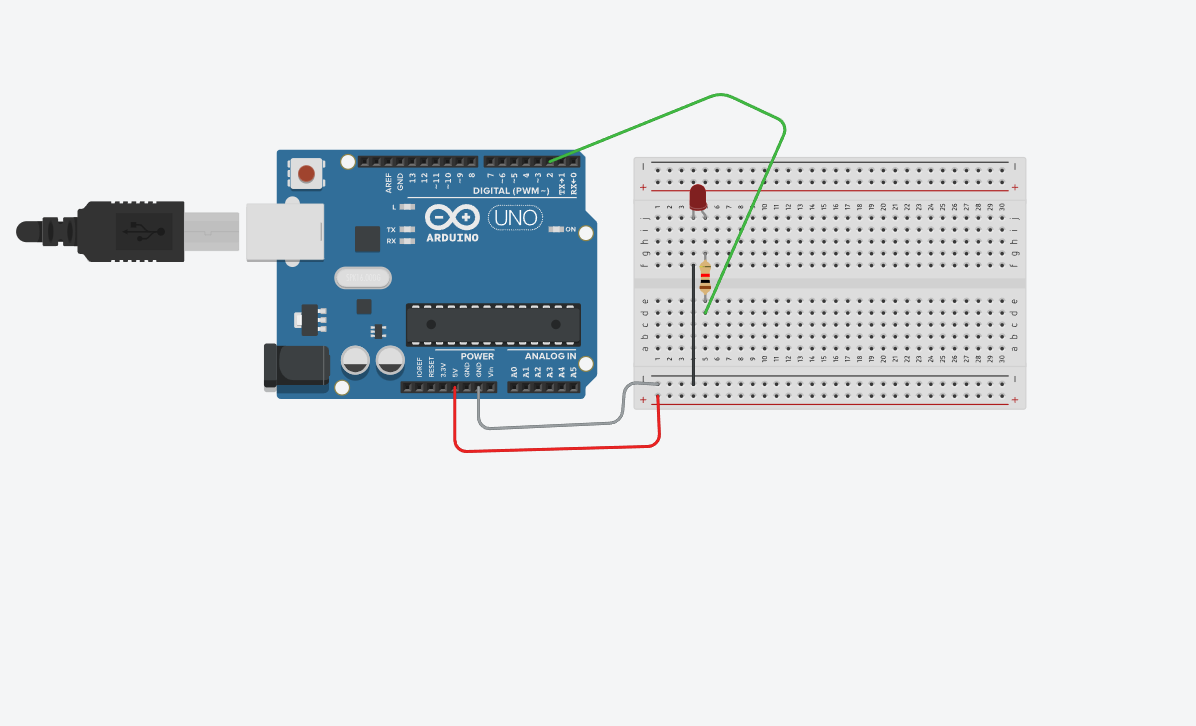 AREF
GND
13
12
~11
~10
~9
8
7
~6
~5
4
~3
2
TX→1
RX←0
DIGITAL (PWM~)
L
TX
RX
ARDUINO
UNO
ON
POWER
ANALOG IN
IOREF
RESET
3.3V
5V
GND
GND
Vin
A0
A1
A2
A3
A4
A5
1 2 3 4 5 6 7 8 9 10 11 12 13 14 15 16 17 18 19 20 21 22 23 24 25 26 27 28 29 30
j j
i i
h h
g g
f f
e e
d d
c c
b b
a a
1 2 3 4 5 6 7 8 9 10 11 12 13 14 15 16 17 18 19 20 21 22 23 24 25 26 27 28 29 30